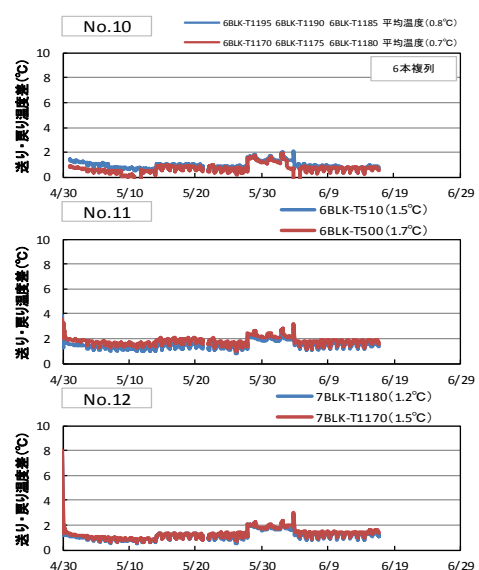 No.10
6BLK-T1195 6BLK-T1190 6BLK-T1185 平均温度(0.8℃)
6BLK-T1170 6BLK-T1175 6BLK-T1180 平均温度(0.7℃)
6本複列
送り・戻り温度差(℃)
10
8
6
4
2
0
4/30 5/10 5/20 5/30 6/9 6/19 6/29
No.11
6BLK-T510(1.5℃)
6BLK-T500(1.7℃)
送り・戻り温度差(℃)
10
8
6
4
2
0
4/30 5/10 5/20 5/30 6/9 6/19 6/29
No.12
7BLK-T1180(1.2℃)
7BLK-T1170(1.5℃)
送り・戻り温度差(℃)
10
8
6
4
2
0
4/30 5/10 5/20 5/30 6/9 6/19 6/29